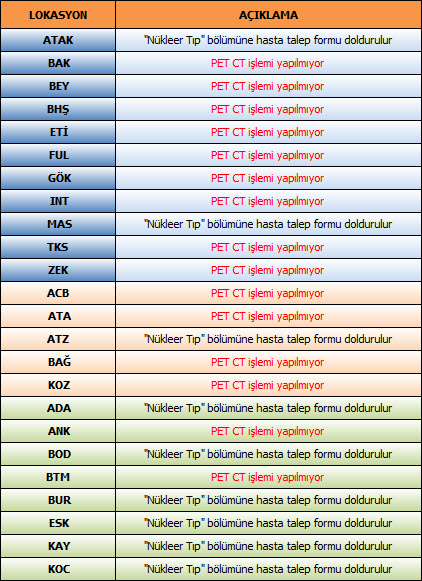 LOKASYON AÇIKLAMA
ATAK "Nükleer Tıp" bölümüne hasta talep formu doldurulur
BAK PET CT işlemi yapılmıyor
BEY PET CT işlemi yapılmıyor
BHŞ PET CT işlemi yapılmıyor
ETİ PET CT işlemi yapılmıyor
FUL PET CT işlemi yapılmıyor
GÖK PET CT işlemi yapılmıyor
INT PET CT işlemi yapılmıyor
MAS "Nükleer Tıp" bölümüne hasta talep formu doldurulur
TKS PET CT işlemi yapılmıyor
ZEK PET CT işlemi yapılmıyor
ACB PET CT işlemi yapılmıyor
ATA PET CT işlemi yapılmıyor
ATZ "Nükleer Tıp" bölümüne hasta talep formu doldurulur
BAĞ PET CT işlemi yapılmıyor
KOZ PET CT işlemi yapılmıyor
ADA "Nükleer Tıp" bölümüne hasta talep formu doldurulur
ANK PET CT işlemi yapılmıyor
BOD "Nükleer Tıp" bölümüne hasta talep formu doldurulur
BTM PET CT işlemi yapılmıyor
BUR "Nükleer Tıp" bölümüne hasta talep formu doldurulur
ESK "Nükleer Tıp" bölümüne hasta talep formu doldurulur
KAY "Nükleer Tıp" bölümüne hasta talep formu doldurulur
KOC "Nükleer Tıp" bölümüne hasta talep formu doldurulur